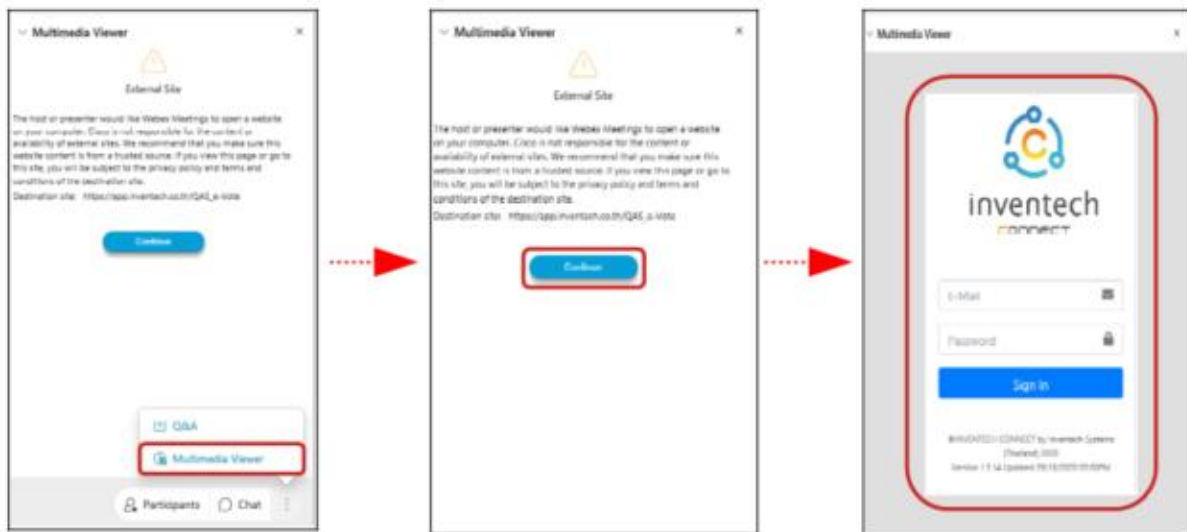 Multimedia Viewer
External Site
The host or presenter would like Webex Meetings to open a website
on your computer. Cisco is not responsible for the content or
availability of external sites. We recommend that you make sure this
website content is from a trusted source. If you view this page or go to
this site, you will be subject to the privacy policy and terms and
conditions of the destination site.
Destination site: https://app.inventech.co.th/QAS_e-Vote
Continue
Q&A
Multimedia Viewer
Participants
Chat
Multimedia Viewer
External Site
The host or presenter would like Webex Meetings to open a website
on your computer. Cisco is not responsible for the content or
availability of external sites. We recommend that you make sure this
website content is from a trusted source. If you view this page or go to
this site, you will be subject to the privacy policy and terms and
conditions of the destination site.
Destination site: https://app.inventech.co.th/QAS_e-Vote
Continue
Multimedia Viewer
C
inventech
connect
E-Mail
Password
Sign In
INVENTECH CONNECT by Inventech Systems
(Thailand)
Version